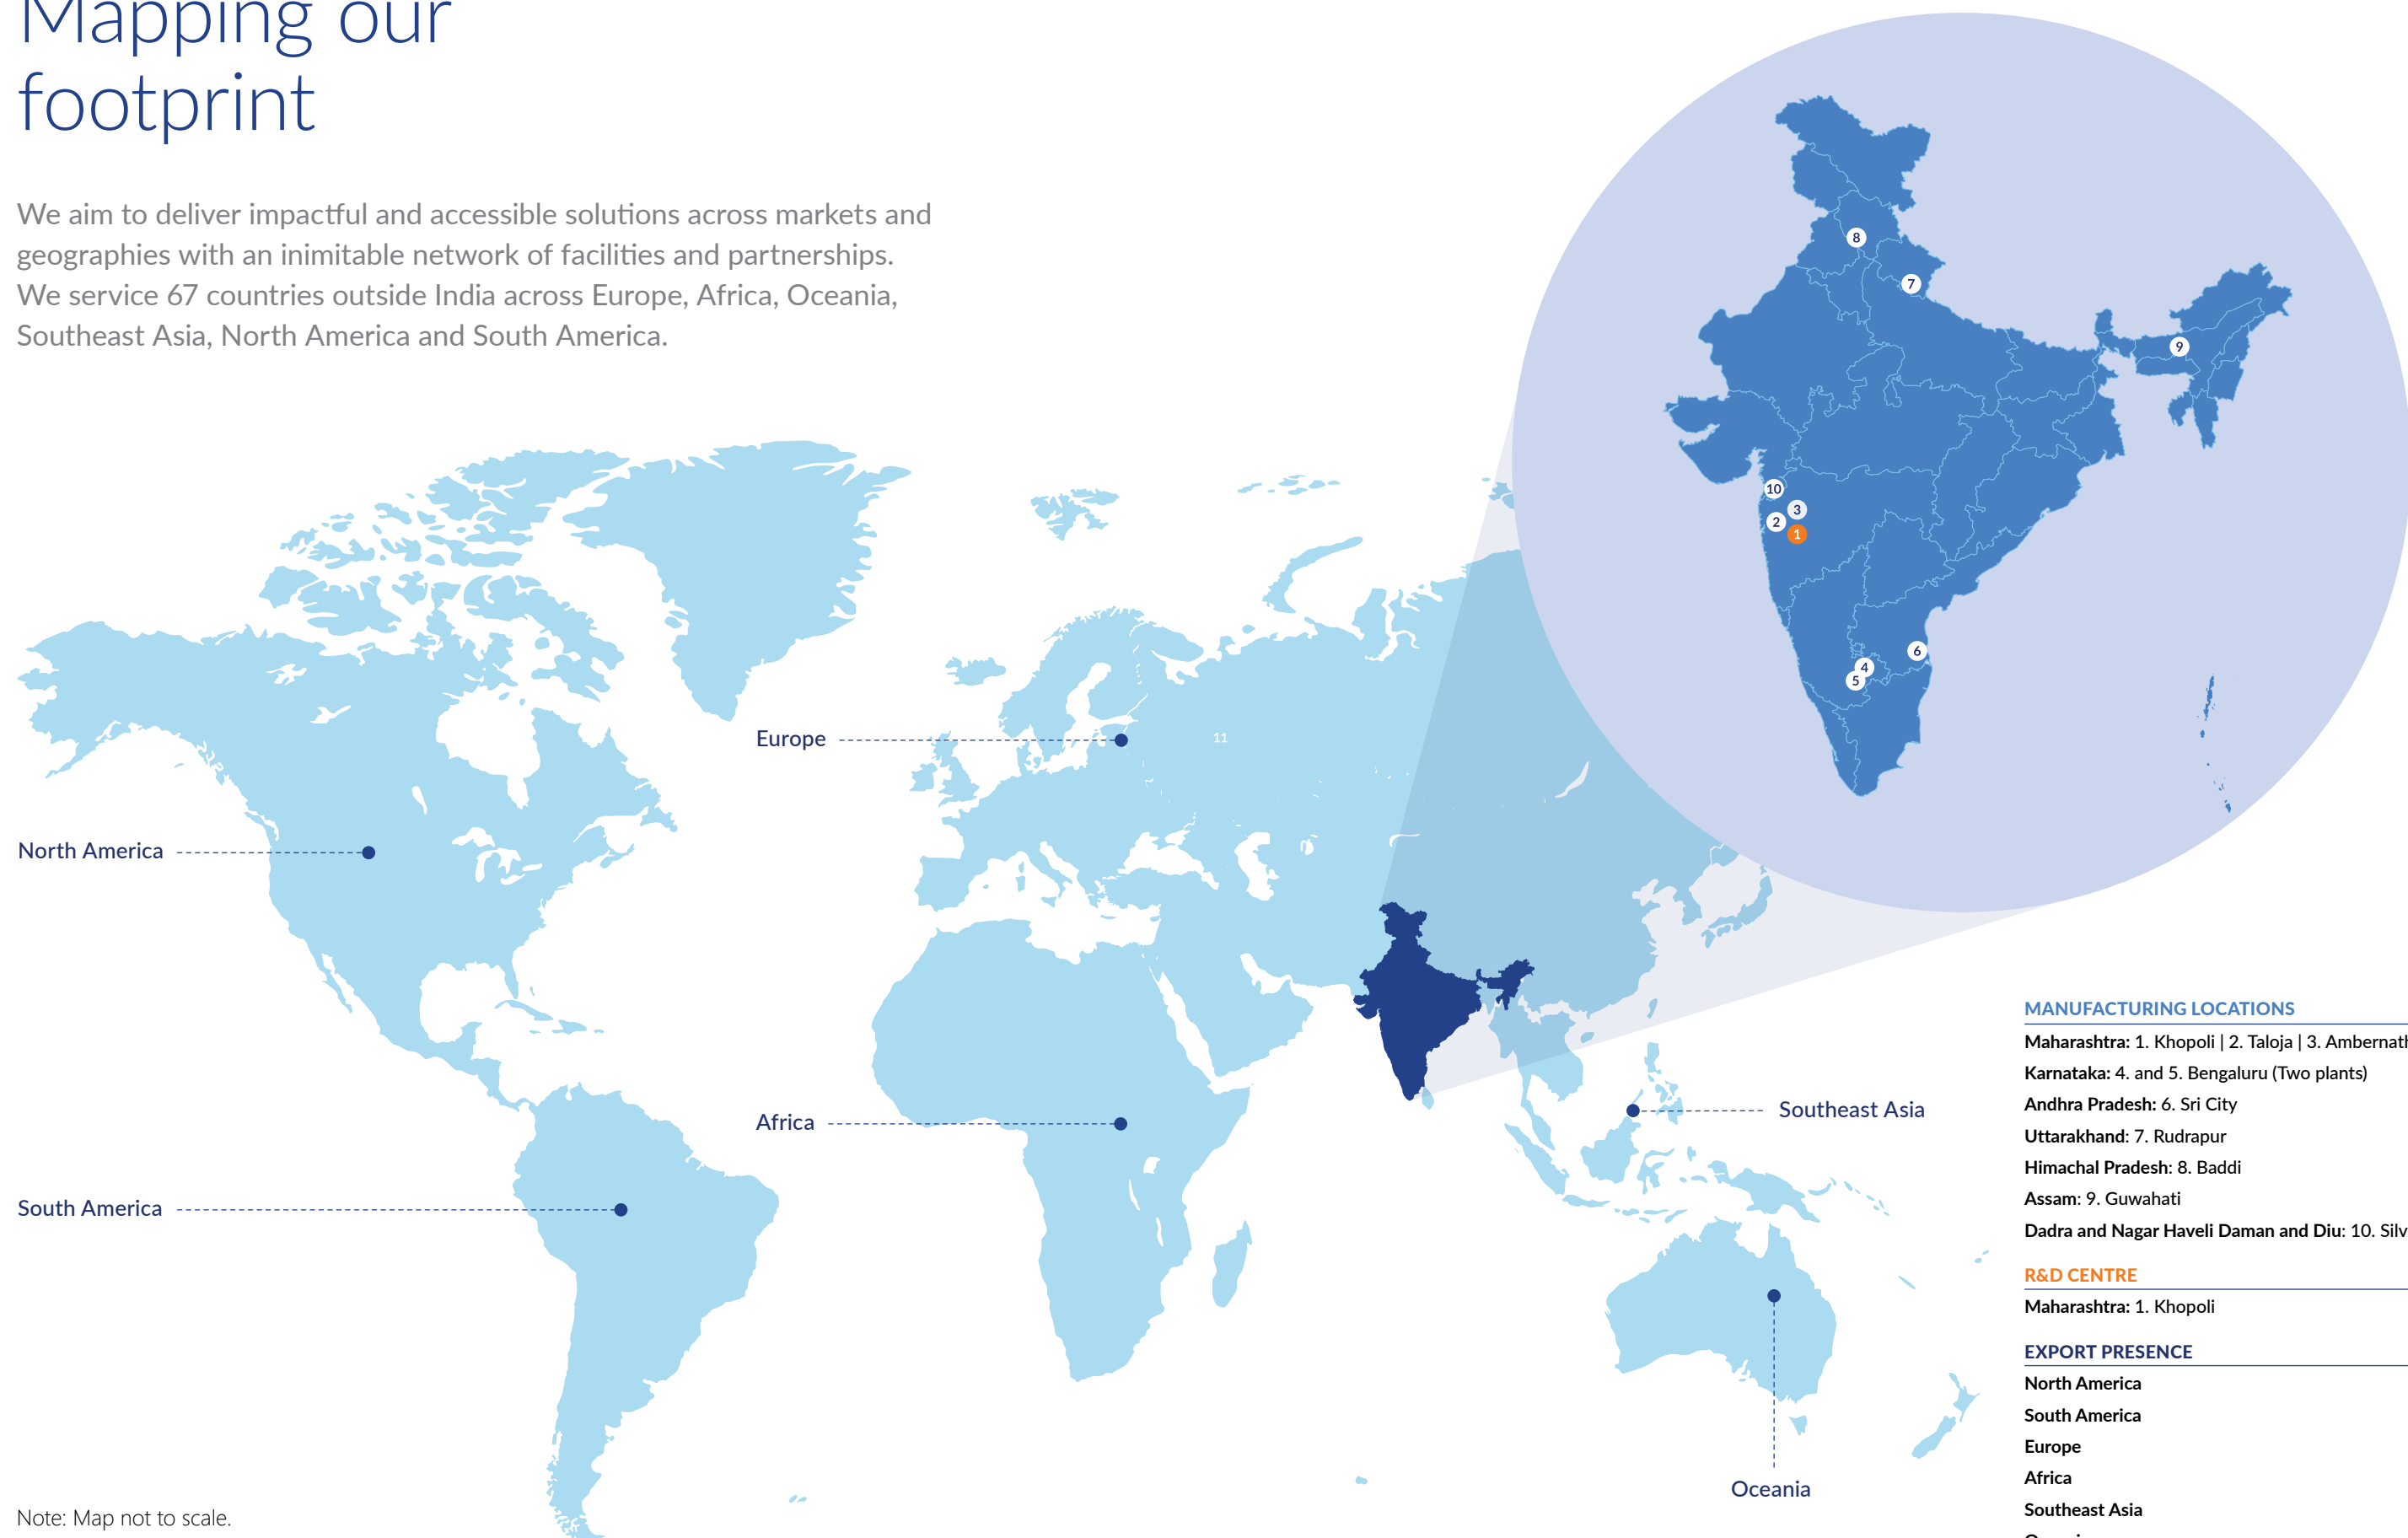 Mapping our
footprint
We aim to deliver impactful and accessible solutions across markets and
geographies with an inimitable network of facilities and partnerships.
We service 67 countries outside India across Europe, Africa, Oceania,
Southeast Asia, North America and South America.
8
7
9
10
3
2
1
6
4
5
Europe
11
North America
Africa
Southeast Asia
South America
Oceania
Note: Map not to scale.
MANUFACTURING LOCATIONS
Maharashtra: 1. Khopoli | 2. Taloja | 3. Ambernath
Karnataka: 4. and 5. Bengaluru (Two plants)
Andhra Pradesh: 6. Sri City
Uttarakhand: 7. Rudrapur
Himachal Pradesh: 8. Baddi
Assam: 9. Guwahati
Dadra and Nagar Haveli Daman and Diu: 10. Silv
R&D CENTRE
Maharashtra: 1. Khopoli
EXPORT PRESENCE
North America
South America
Europe
Africa
Southeast Asia